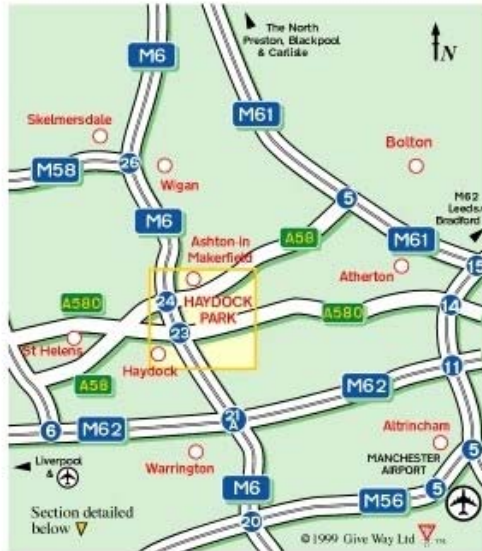 The North
Preston, Blackpool
& Carlisle
N
M6
M61
Skelmersdale
Bolton
M58
26
Wigan
M62
Leeds/
Bradford
5
M6
Ashton-in
Makerfield
A58
M61
15
Atherton
A580
24
HAYDOCK
PARK
A580
14
23
St Helens
Haydock
11
A58
M62
21
A
6
M62
Altrincham
Liverpool
&
Warrington
MANCHESTER
AIRPORT
5
5
M6
M56
Section detailed
below
20
© 1999 Give Way Ltd